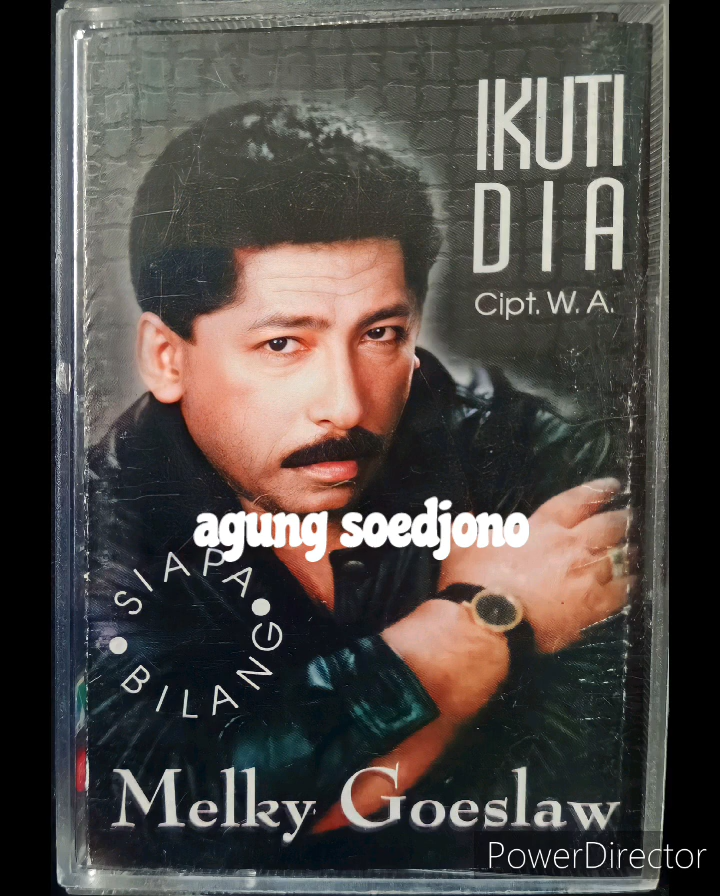 IKUTI
DIA
Cipt. W. A.
agung soedjono
• SIAPA •
BILANG
Melky Goeslaw
PowerDirector